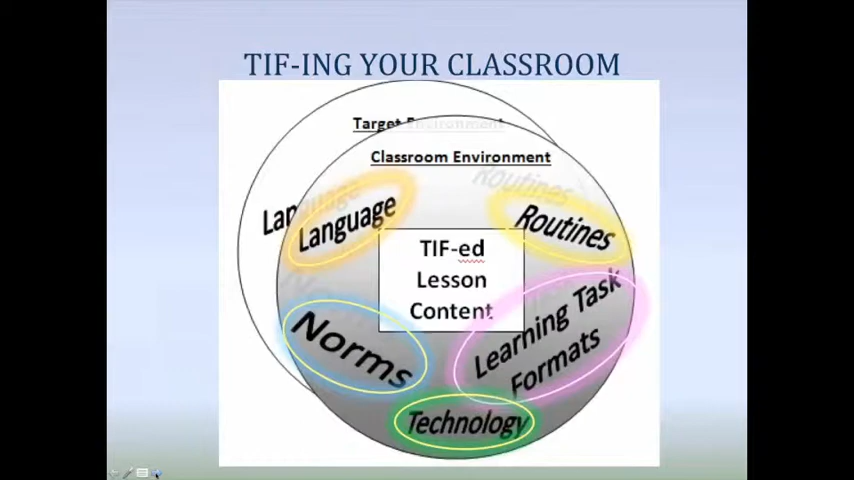 TIF-ING YOUR CLASSROOM
Target Environment
Classroom Environment
Routines
Language
Language
Routines
TIF-ed
Lesson
Content
Norms
Learning Task
Formats
Technology